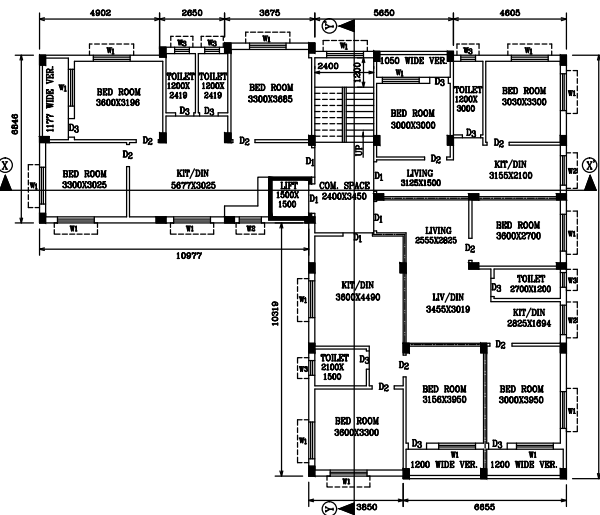 4902
2650
3675
5650
4605
Y
W1
W3
W3
W1
W1
W3
W1
6846
1177 WIDE VER.
W1
BED ROOM
3600X3196
TOILET
1200X
2419
TOILET
1200X
2419
BED ROOM
3300X3685
2400
1200
1050 WIDE VER.
W1
D3
TOILET
1200X
3000
BED ROOM
3030X3300
W1
D3
D3
D3
BED ROOM
3000X3000
D3
D2
D2
D2
D2
D2
UP
D1
X
W1
BED ROOM
3300X3025
KIT/DIN
5677X3025
LIFT
1500X
1500
D1
COM. SPACE
2400X3450
D1
LIVING
3125X1500
KIT/DIN
3155X2100
W2
X
W1
W1
W2
D1
D1
LIVING
2555X2825
D2
BED ROOM
3600X2700
W1
10977
10319
KIT/DIN
3600X4490
W1
LIV/DIN
3455X3019
D3
TOILET
2700X1200
W3
KIT/DIN
2825X1694
W2
D2
W3
TOILET
2100X
1500
D3
D2
D2
BED ROOM
3156X3950
BED ROOM
3000X3950
W1
BED ROOM
3600X3300
W1
D3
W1
D3
W1
1200 WIDE VER.
1200 WIDE VER.
W1
3850
6655
Y